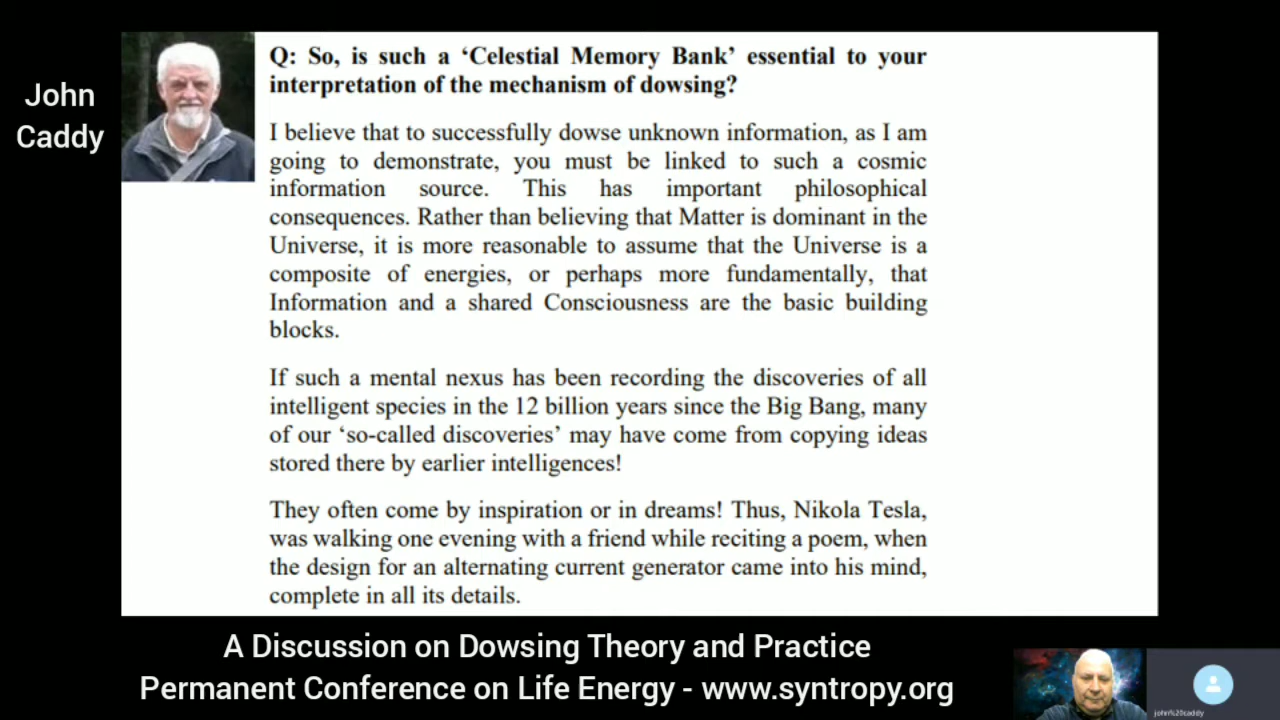 John
Caddy
Q: So, is such a ‘Celestial Memory Bank’ essential to your
interpretation of the mechanism of dowsing?
I believe that to successfully dowse unknown information, as I am
going to demonstrate, you must be linked to such a cosmic
information source. This has important philosophical
consequences. Rather than believing that Matter is dominant in the
Universe, it is more reasonable to assume that the Universe is a
composite of energies, or perhaps more fundamentally, that
Information and a shared Consciousness are the basic building
blocks.
If such a mental nexus has been recording the discoveries of all
intelligent species in the 12 billion years since the Big Bang, many
of our ‘so-called discoveries’ may have come from copying ideas
stored there by earlier intelligences!
They often come by inspiration or in dreams! Thus, Nikola Tesla,
was walking one evening with a friend while reciting a poem, when
the design for an alternating current generator came into his mind,
complete in all its details.
A Discussion on Dowsing Theory and Practice
Permanent Conference on Life Energy - www.syntropy.org
john%20caddy